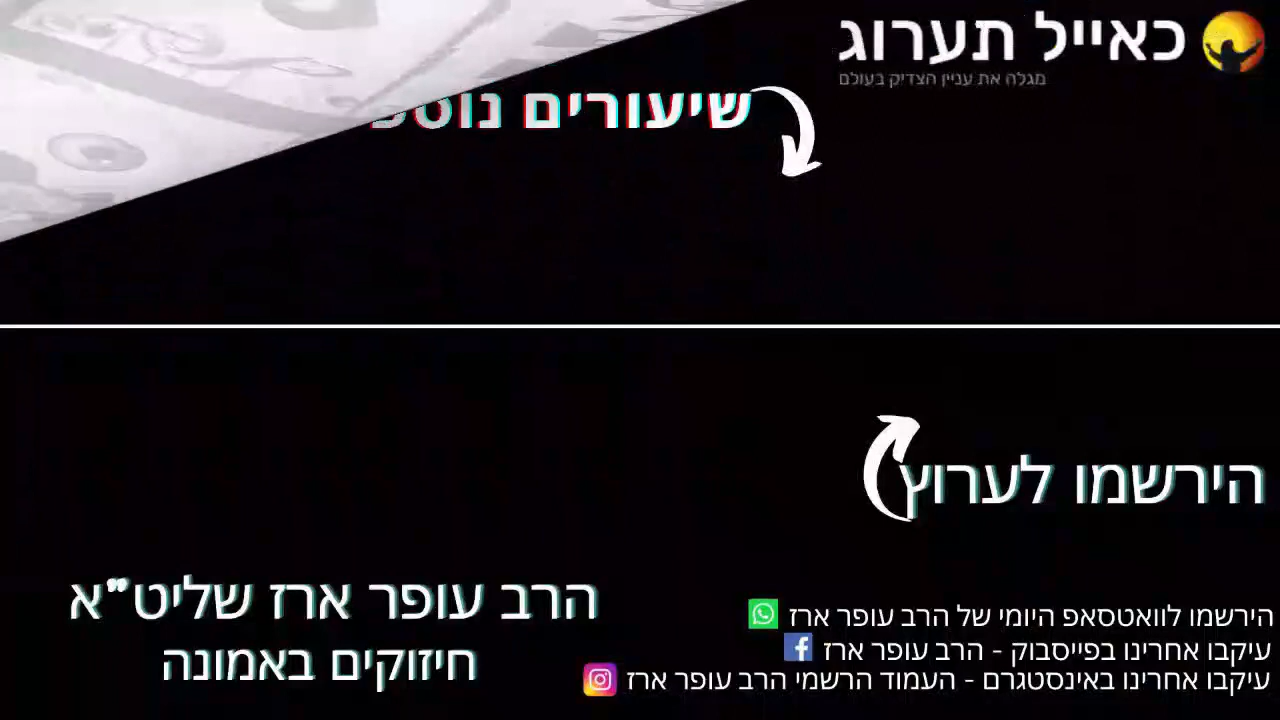 כאייל תערוג
מגלה את עניין הצדיק בעולם
שיעורים
הירשמו לערוץ
הרב עופר ארז שליט"א
חיזוקים באמונה
הירשמו לוואטסאפ היומי של הרב עופר ארז
עיקבו אחרינו בפייסבוק - הרב עופר ארז
עיקבו אחרינו באינסטגרם - העמוד הרשמי הרב עופר ארז